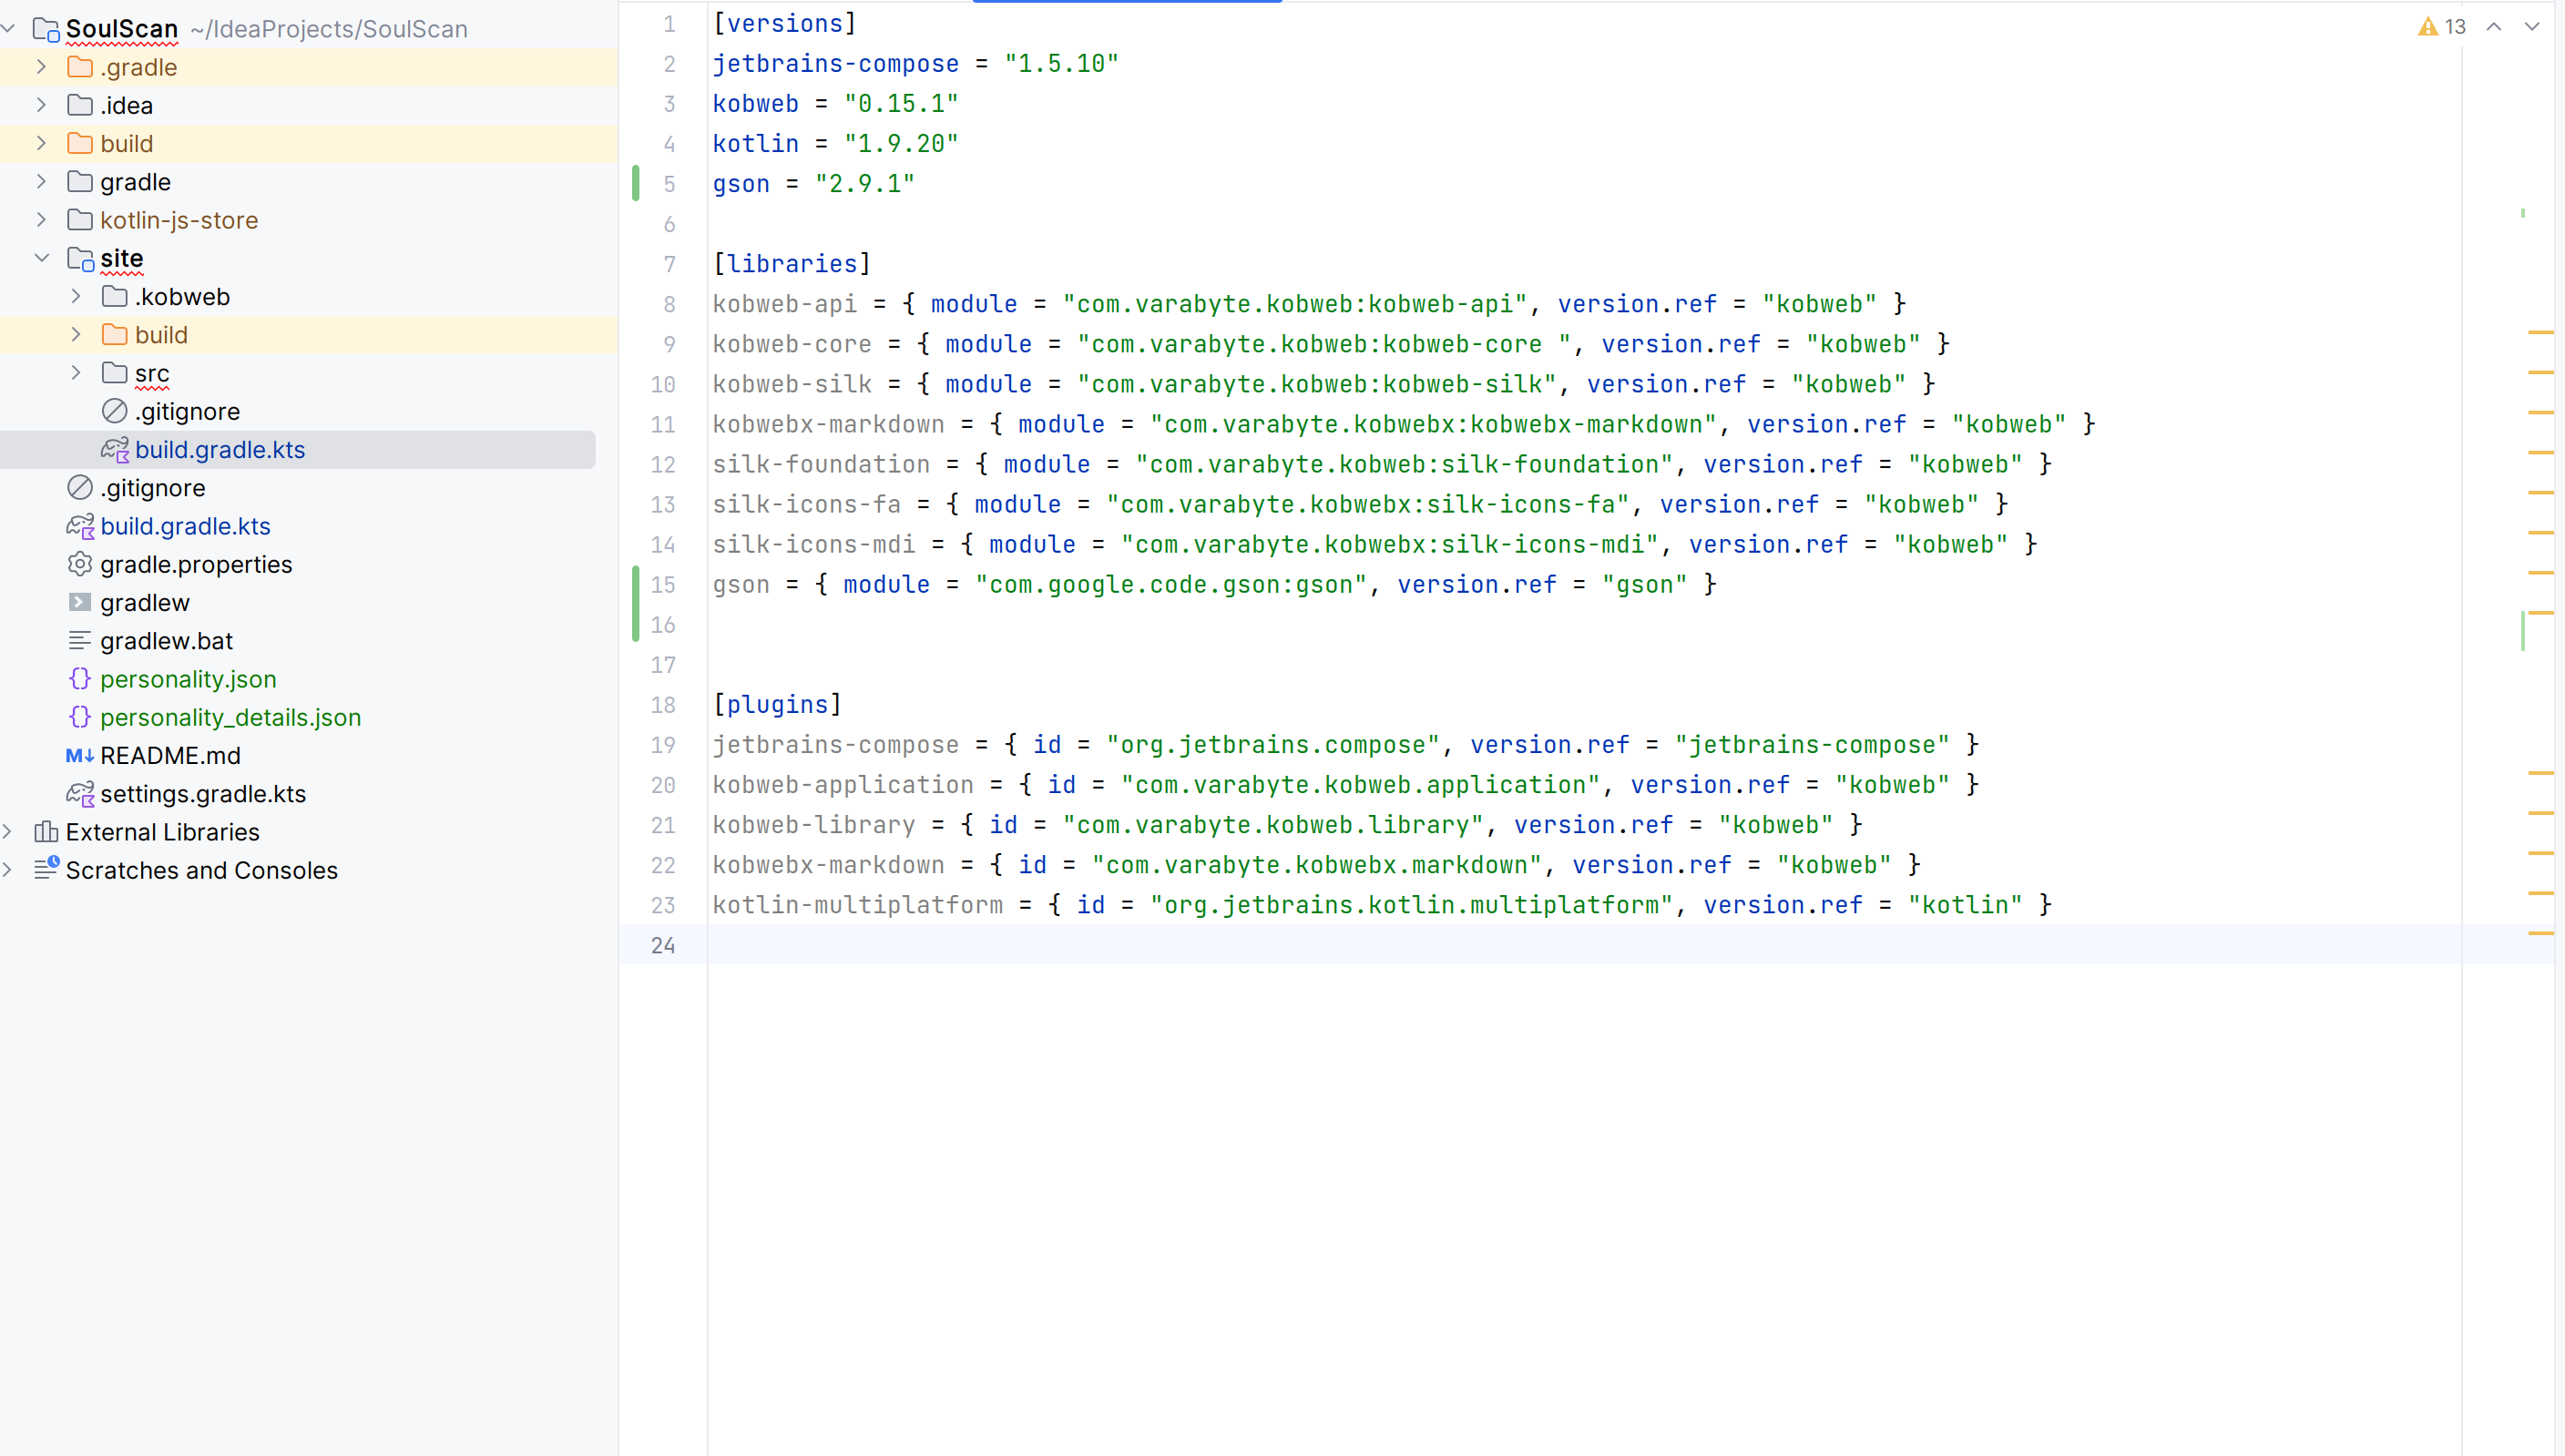 SoulScan ~/IdeaProjects/SoulScan
.gradle
.idea
build
gradle
kotlin-js-store
site
.kobweb
build
src
.gitignore
build.gradle.kts
.gitignore
build.gradle.kts
gradle.properties
gradlew
gradlew.bat
personality.json
personality_details.json
M↓ README.md
settings.gradle.kts
External Libraries
Scratches and Consoles
13
1 [versions]
2 jetbrains-compose = "1.5.10"
3 kobweb = "0.15.1"
4 kotlin = "1.9.20"
5 gson = "2.9.1"
6
7 [libraries]
8 kobweb-api = { module = "com.varabyte.kobweb:kobweb-api", version.ref = "kobweb" }
9 kobweb-core = { module = "com.varabyte.kobweb:kobweb-core ", version.ref = "kobweb" }
10 kobweb-silk = { module = "com.varabyte.kobweb:kobweb-silk", version.ref = "kobweb" }
11 kobwebx-markdown = { module = "com.varabyte.kobwebx:kobwebx-markdown", version.ref = "kobweb" }
12 silk-foundation = { module = "com.varabyte.kobweb:silk-foundation", version.ref = "kobweb" }
13 silk-icons-fa = { module = "com.varabyte.kobwebx:silk-icons-fa", version.ref = "kobweb" }
14 silk-icons-mdi = { module = "com.varabyte.kobwebx:silk-icons-mdi", version.ref = "kobweb" }
15 gson = { module = "com.google.code.gson:gson", version.ref = "gson" }
16
17
18 [plugins]
19 jetbrains-compose = { id = "org.jetbrains.compose", version.ref = "jetbrains-compose" }
20 kobweb-application = { id = "com.varabyte.kobweb.application", version.ref = "kobweb" }
21 kobweb-library = { id = "com.varabyte.kobweb.library", version.ref = "kobweb" }
22 kobwebx-markdown = { id = "com.varabyte.kobwebx.markdown", version.ref = "kobweb" }
23 kotlin-multiplatform = { id = "org.jetbrains.kotlin.multiplatform", version.ref = "kotlin" }
24